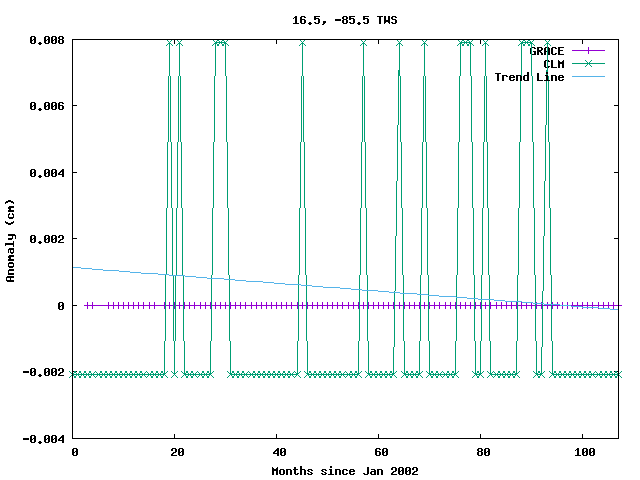 16.5, -85.5 TWS
GRACE
CLM
Trend Line
0.008
0.006
0.004
0.002
0
-0.002
-0.004
Anomaly (cm)
0 20 40 60 80 100
Months since Jan 2002